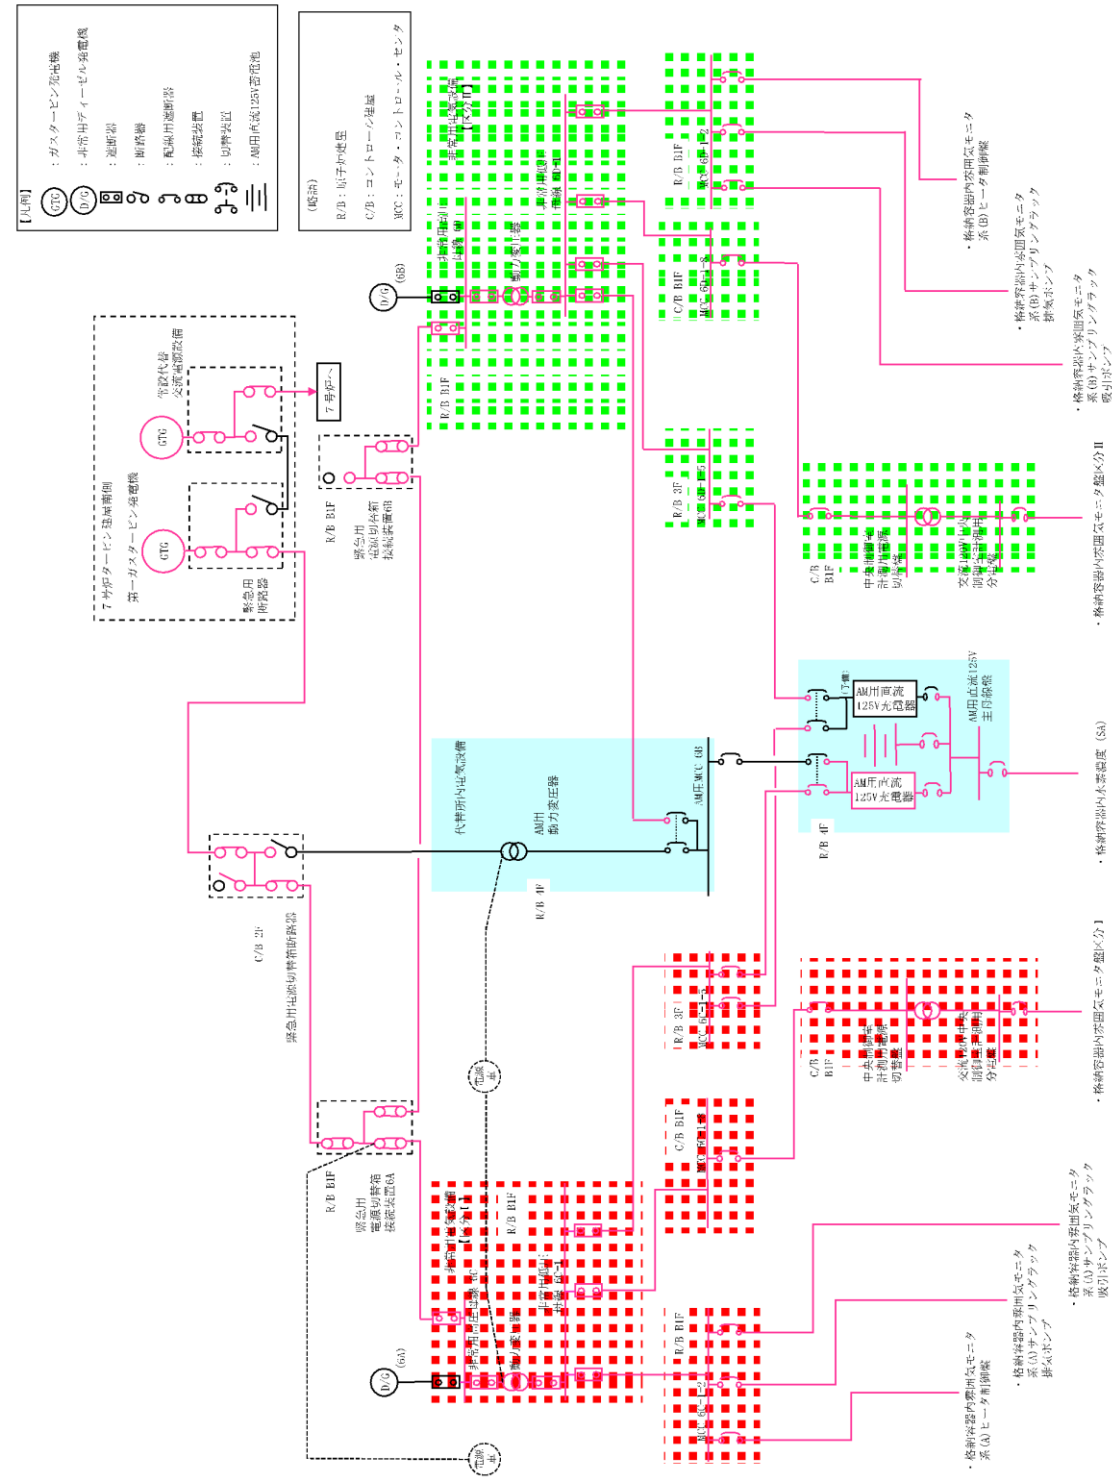 【凡例】
GTG ：ガスタービン発電機
D/G ：非常用ディーゼル発電機
：遮断器
：断路器
：配線用遮断器
：接続装置
：切替装置
：AM用直流125V蓄電池
(略語)
R/B：原子炉建屋
C/B：コントロール建屋
MCC：モータ・コントロール・センタ
7号炉タービン建屋南側
第一ガスタービン発電機
GTG
GTG
常設代替
交流電源設備
緊急用
断路器
7号炉へ
C/B 2F
緊急用電源切替箱断路器
R/B B1F
緊急用
電源切替箱
接続装置6A
R/B B1F
緊急用
電源切替箱
接続装置6B
D/G
(6A)
D/G
(6B)
電源
車
電源
車
非常用電気設備
【区分Ⅰ】
R/B B1F
非常用高圧母線 6C
動力変圧器
非常用低圧
母線 6C-1
非常用電気設備
【区分Ⅱ】
R/B B1F
動力変圧器
非常用低圧
母線 6D-1
代替所内電気設備
AM用
動力変圧器
R/B 4F
AM用MCC 6B
R/B B1F
MCC 6C-1-2
C/B B1F
R/B 3F
MCC 6C-1-5
R/B 3F
MCC 6D-1-5
C/B B1F
MCC 6D-1-8
R/B B1F
MCC 6D-1-2
C/B
B1F
中央制御室
計測用電源
切替盤
交流120V中央
制御室計測用
分電盤
R/B 4F
AM用直流
125V充電器
(予備)
AM用直流
125V充電器
AM用直流125V
主母線盤
C/B
B1F
中央制御室
計測用電源
切替盤
交流120V中央
制御室計測用
分電盤
・格納容器内雰囲気モニタ
系(A)ヒータ制御盤
・格納容器内雰囲気モニタ
系(A)サンプリングラック
排気ポンプ
・格納容器内雰囲気モニタ
系(A)サンプリングラック
吸引ポンプ
・格納容器内雰囲気モニタ盤区分Ⅰ
・格納容器内水素濃度（SA）
・格納容器内雰囲気モニタ盤区分Ⅱ
・格納容器内雰囲気モニタ
系(B)サンプリングラック
吸引ポンプ
・格納容器内雰囲気モニタ
系(B)サンプリングラック
排気ポンプ
・格納容器内雰囲気モニタ
系(B)ヒータ制御盤